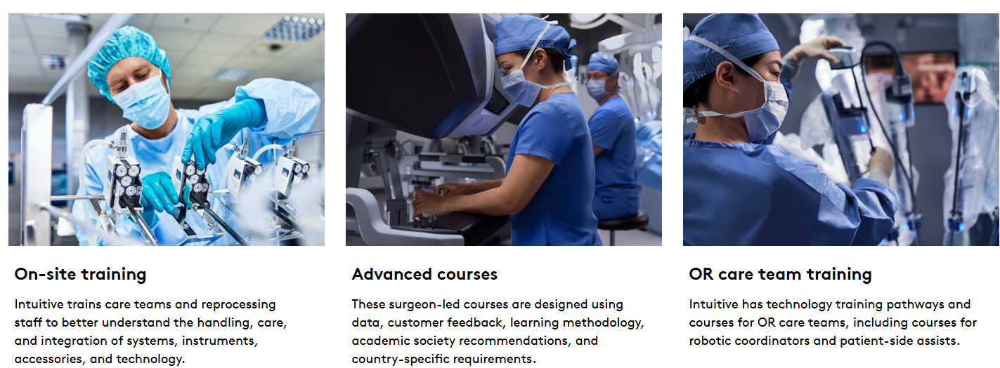 On-site training
Intuitive trains care teams and reprocessing
staff to better understand the handling, care,
and integration of systems, instruments,
accessories, and technology.
Advanced courses
These surgeon-led courses are designed using
data, customer feedback, learning methodology,
academic society recommendations, and
country-specific requirements.
OR care team training
Intuitive has technology training pathways and
courses for OR care teams, including courses for
robotic coordinators and patient-side assists.